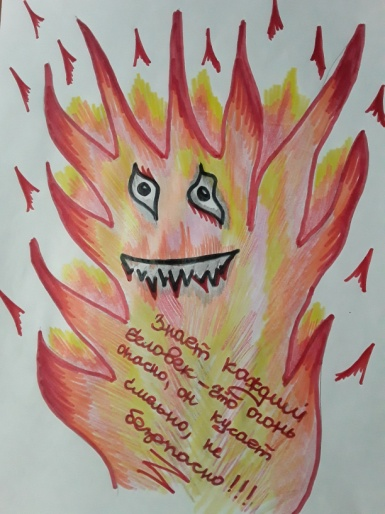 Знает каждый
человек - это огонь
опасно, он кусает
сильно, не
безопасно!!!